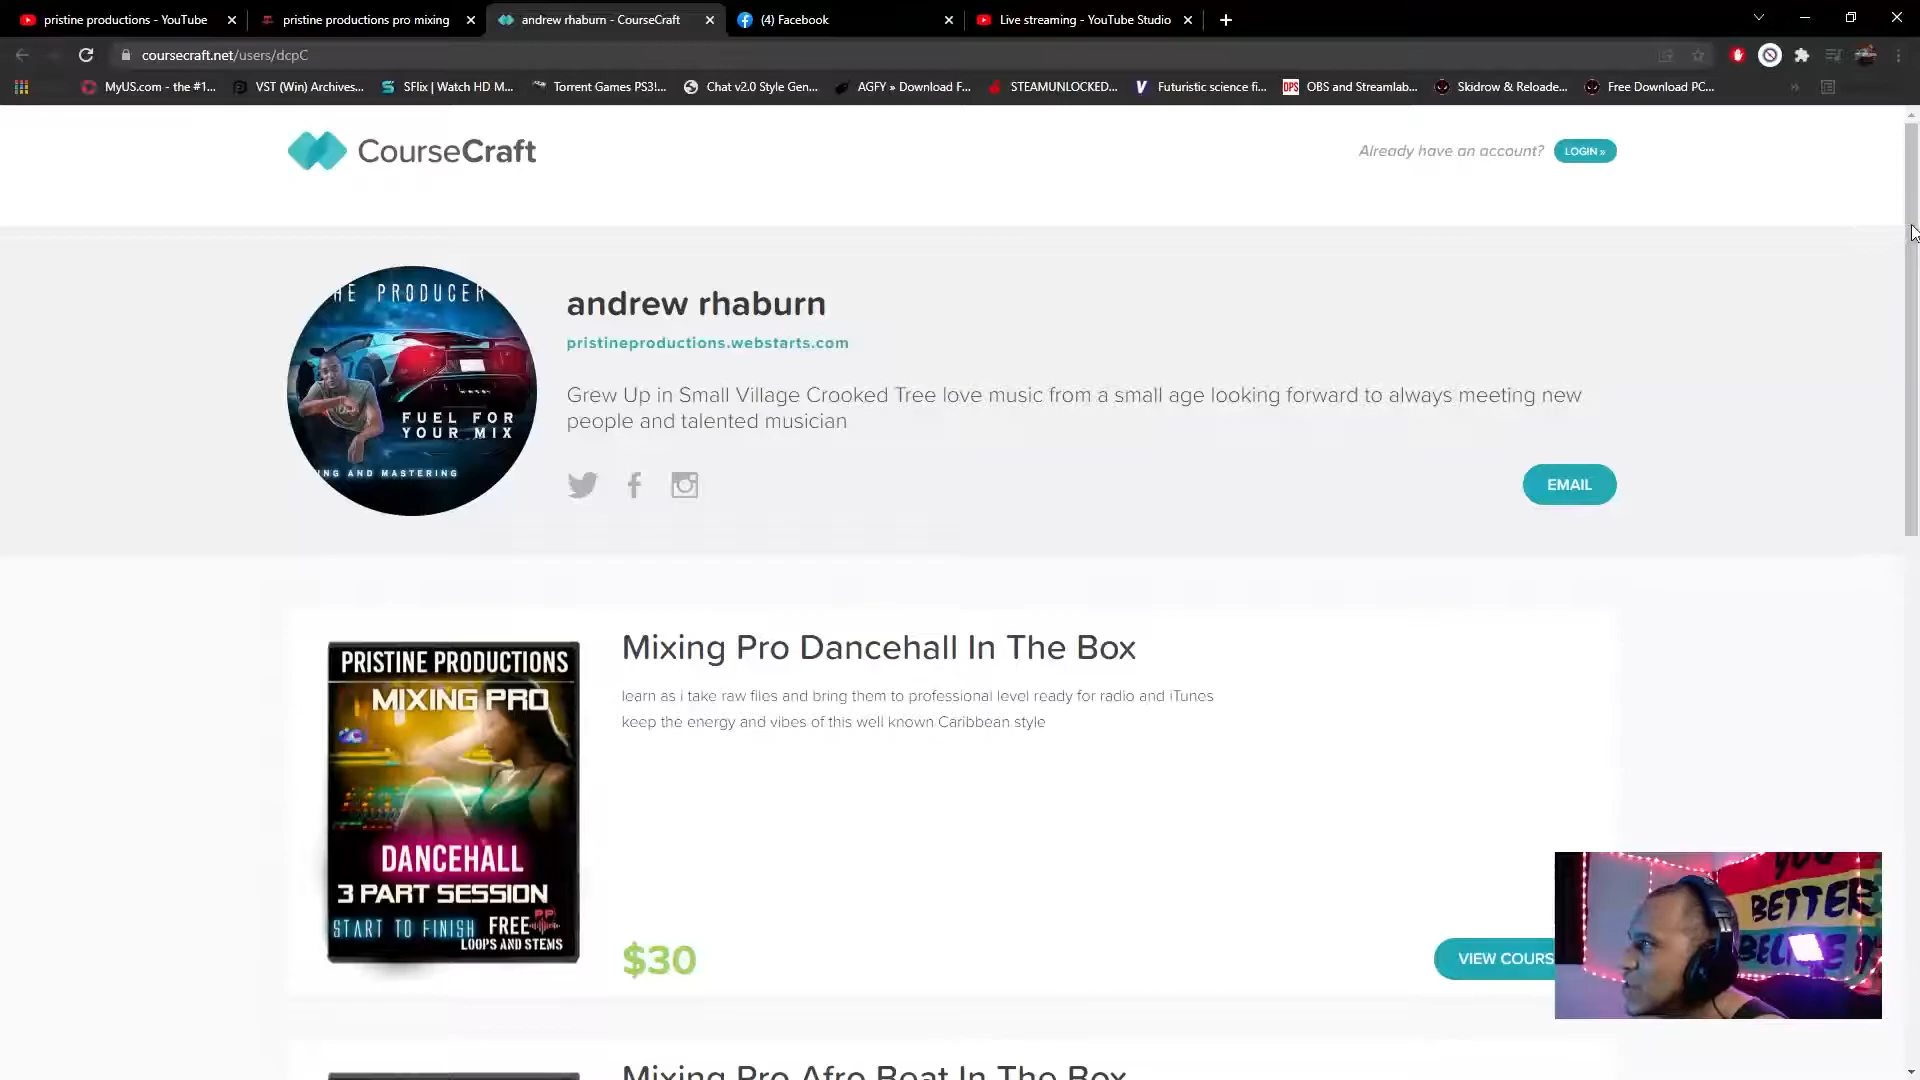 pristine productions - YouTube
pristine productions pro mixing
andrew rhaburn - CourseCraft
(4) Facebook
Live streaming - YouTube Studio
coursecraft.net/users/dcpC
MyUS.com - the #1...
VST (Win) Archives...
SFlix | Watch HD M...
Torrent Games PS3!...
Chat v2.0 Style Gen...
AGFY » Download F...
STEAMUNLOCKED...
Futuristic science fi...
OBS and Streamlab...
Skidrow & Reloade...
Free Download PC...
CourseCraft
Already have an account?
LOGIN »
HE PRODUCER
FUEL FOR
YOUR MIX
NG AND MASTERING
andrew rhaburn
pristineproductions.webstarts.com
Grew Up in Small Village Crooked Tree love music from a small age looking forward to always meeting new
people and talented musician
EMAIL
PRISTINE PRODUCTIONS
MIXING PRO
DANCEHALL
3 PART SESSION
START TO FINISH FREE
LOOPS AND STEMS
PP
Mixing Pro Dancehall In The Box
learn as i take raw files and bring them to professional level ready for radio and iTunes
keep the energy and vibes of this well known Caribbean style
$30
VIEW COURS
YOU
BETTER
Mixing Pro Afro Beat In The Box